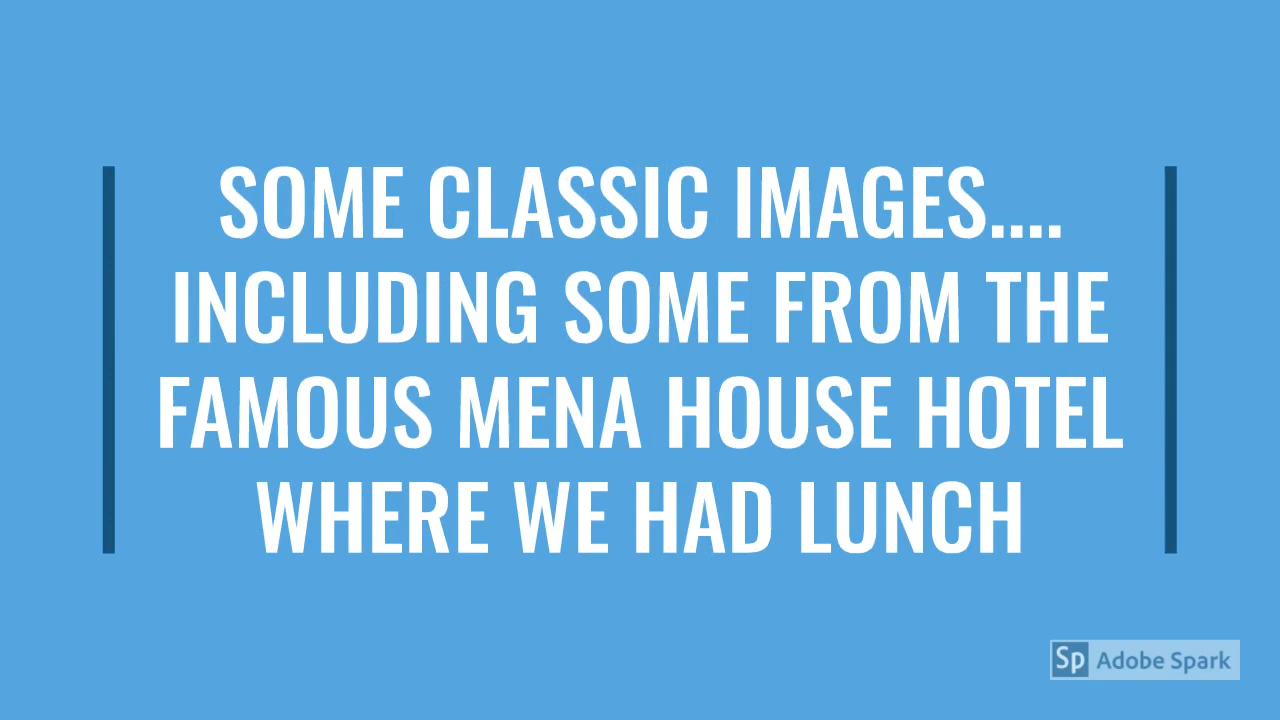 SOME CLASSIC IMAGES....
INCLUDING SOME FROM THE
FAMOUS MENA HOUSE HOTEL
WHERE WE HAD LUNCH
Sp Adobe Spark